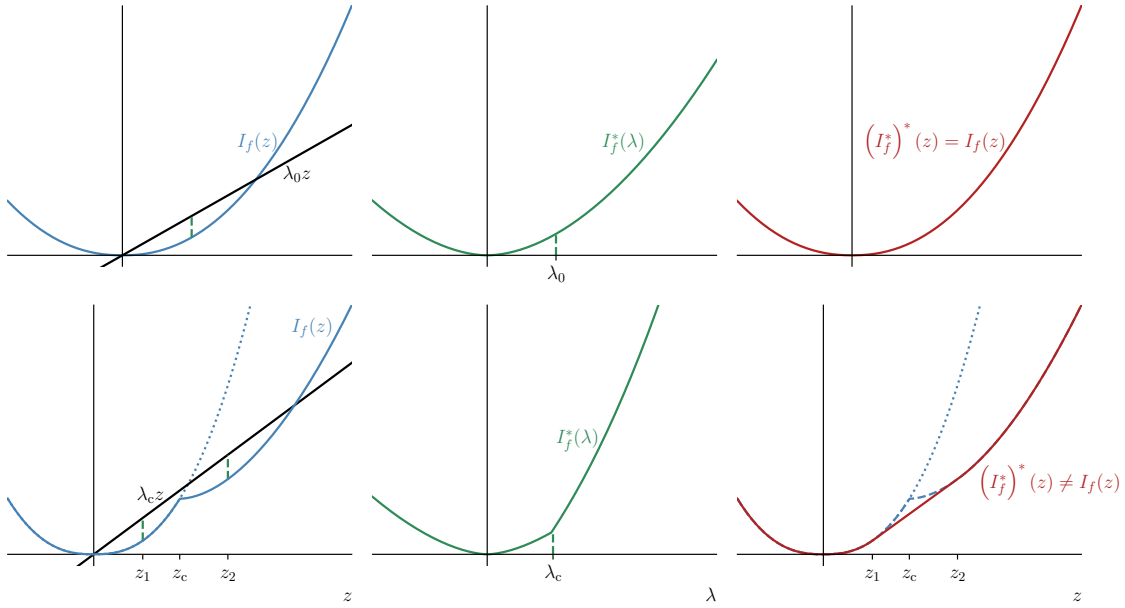 I_f(z)
λ_0 z
I_f^*(λ)
λ_0
(I_f^*)^*(z) = I_f(z)
I_f(z)
λ_c z
z_1
z_c
z_2
z
I_f^*(λ)
λ_c
λ
(I_f^*)^*(z) ≠ I_f(z)
z_1
z_c
z_2
z